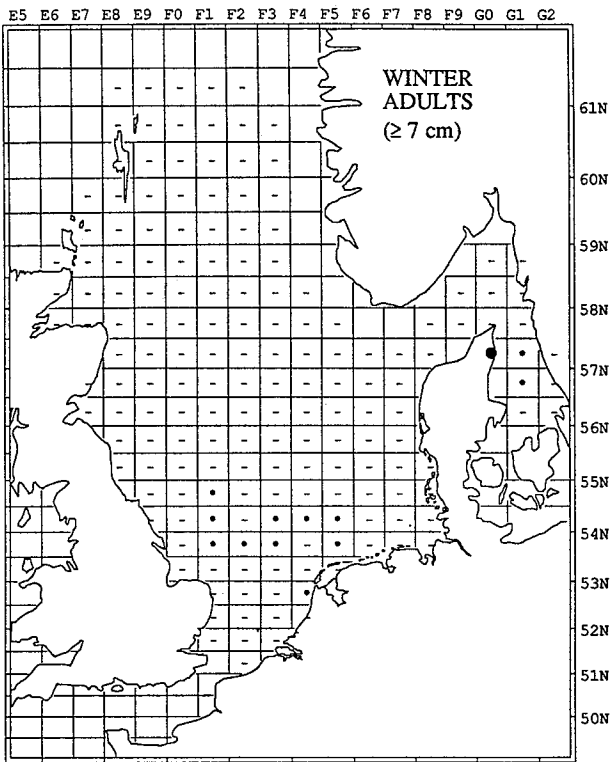 E5 E6 E7 E8 E9 F0 F1 F2 F3 F4 F5 F6 F7 F8 F9 G0 G1 G2
WINTER
ADULTS
(≥ 7 cm)
61N
60N
59N
58N
57N
56N
55N
54N
53N
52N
51N
50N